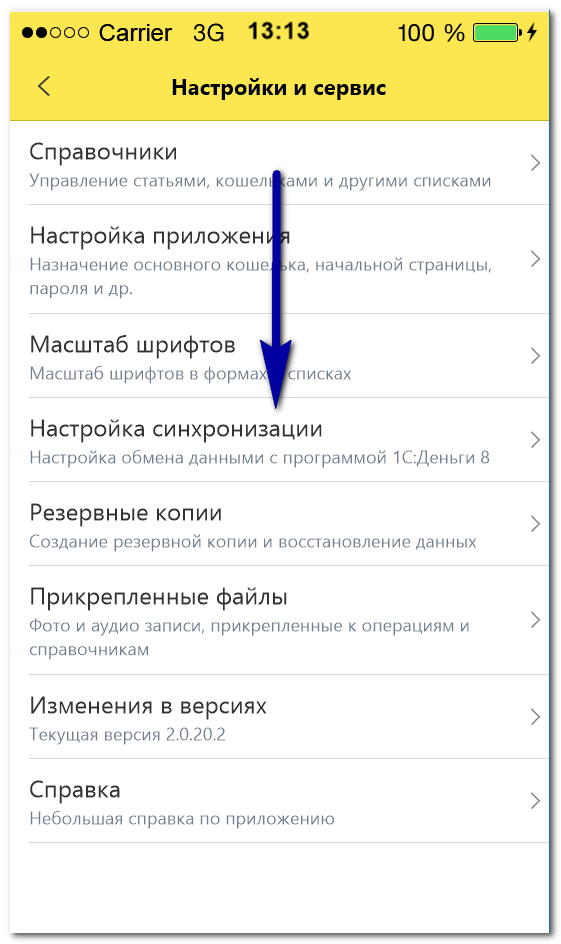 Carrier 3G 13:13 100 %
Настройки и сервис
Справочники
Управление статьями, кошельками и другими списками
Настройка приложения
Назначение основного кошелька, начальной страницы,
пароля и др.
Масштаб шрифтов
Масштаб шрифтов в формах и списках
Настройка синхронизации
Настройка обмена данными с программой 1С:Деньги 8
Резервные копии
Создание резервной копии и восстановление данных
Прикрепленные файлы
Фото и аудио записи, прикрепленные к операциям и
справочникам
Изменения в версиях
Текущая версия 2.0.20.2
Справка
Небольшая справка по приложению